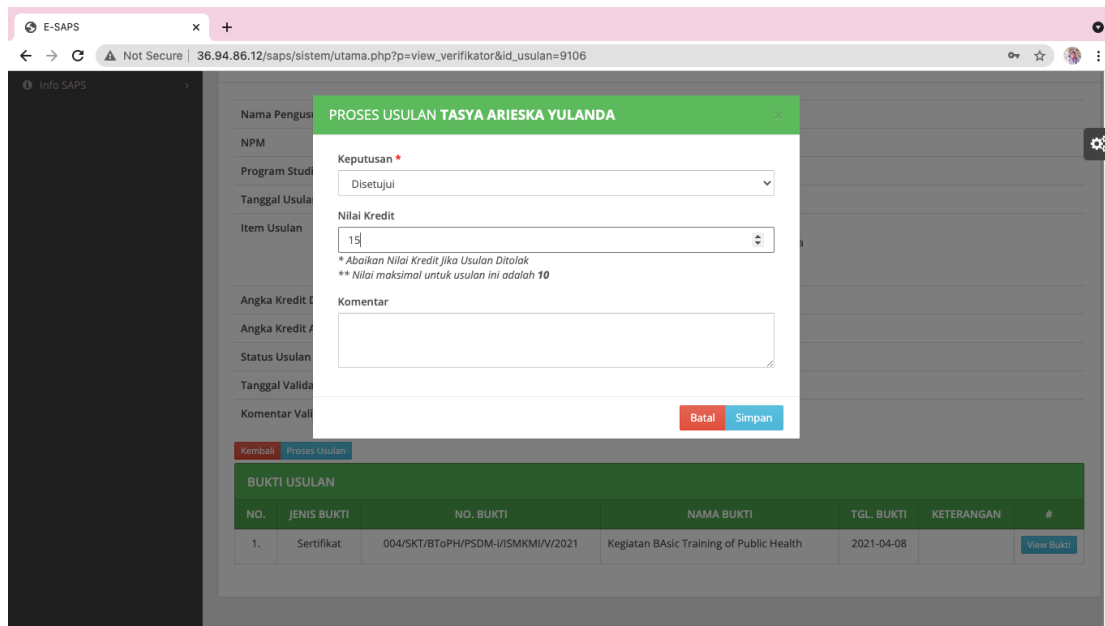 E-SAPS
Not Secure
36.94.86.12/saps/sistem/utama.php?p=view_verifikator&id_usulan=9106
Info SAPS
PROSES USULAN TASYA ARIESKA YULANDA
Nama Pengusu
NPM
Program Studi
Tanggal Usula
Item Usulan
Angka Kredit D
Angka Kredit A
Status Usulan
Tanggal Valida
Komentar Vali
Keputusan *
Disetujui
Nilai Kredit
15
* Abaikan Nilai Kredit Jika Usulan Ditolak
** Nilai maksimal untuk usulan ini adalah 10
Komentar
Batal Simpan
Kembali Proses Usulan
BUKTI USULAN
NO. JENIS BUKTI NO. BUKTI NAMA BUKTI TGL. BUKTI KETERANGAN #
1. Sertifikat 004/SKT/BToPH/PSDM-i/ISMKMI/V/2021 Kegiatan BAsic Training of Public Health 2021-04-08 View Bukti